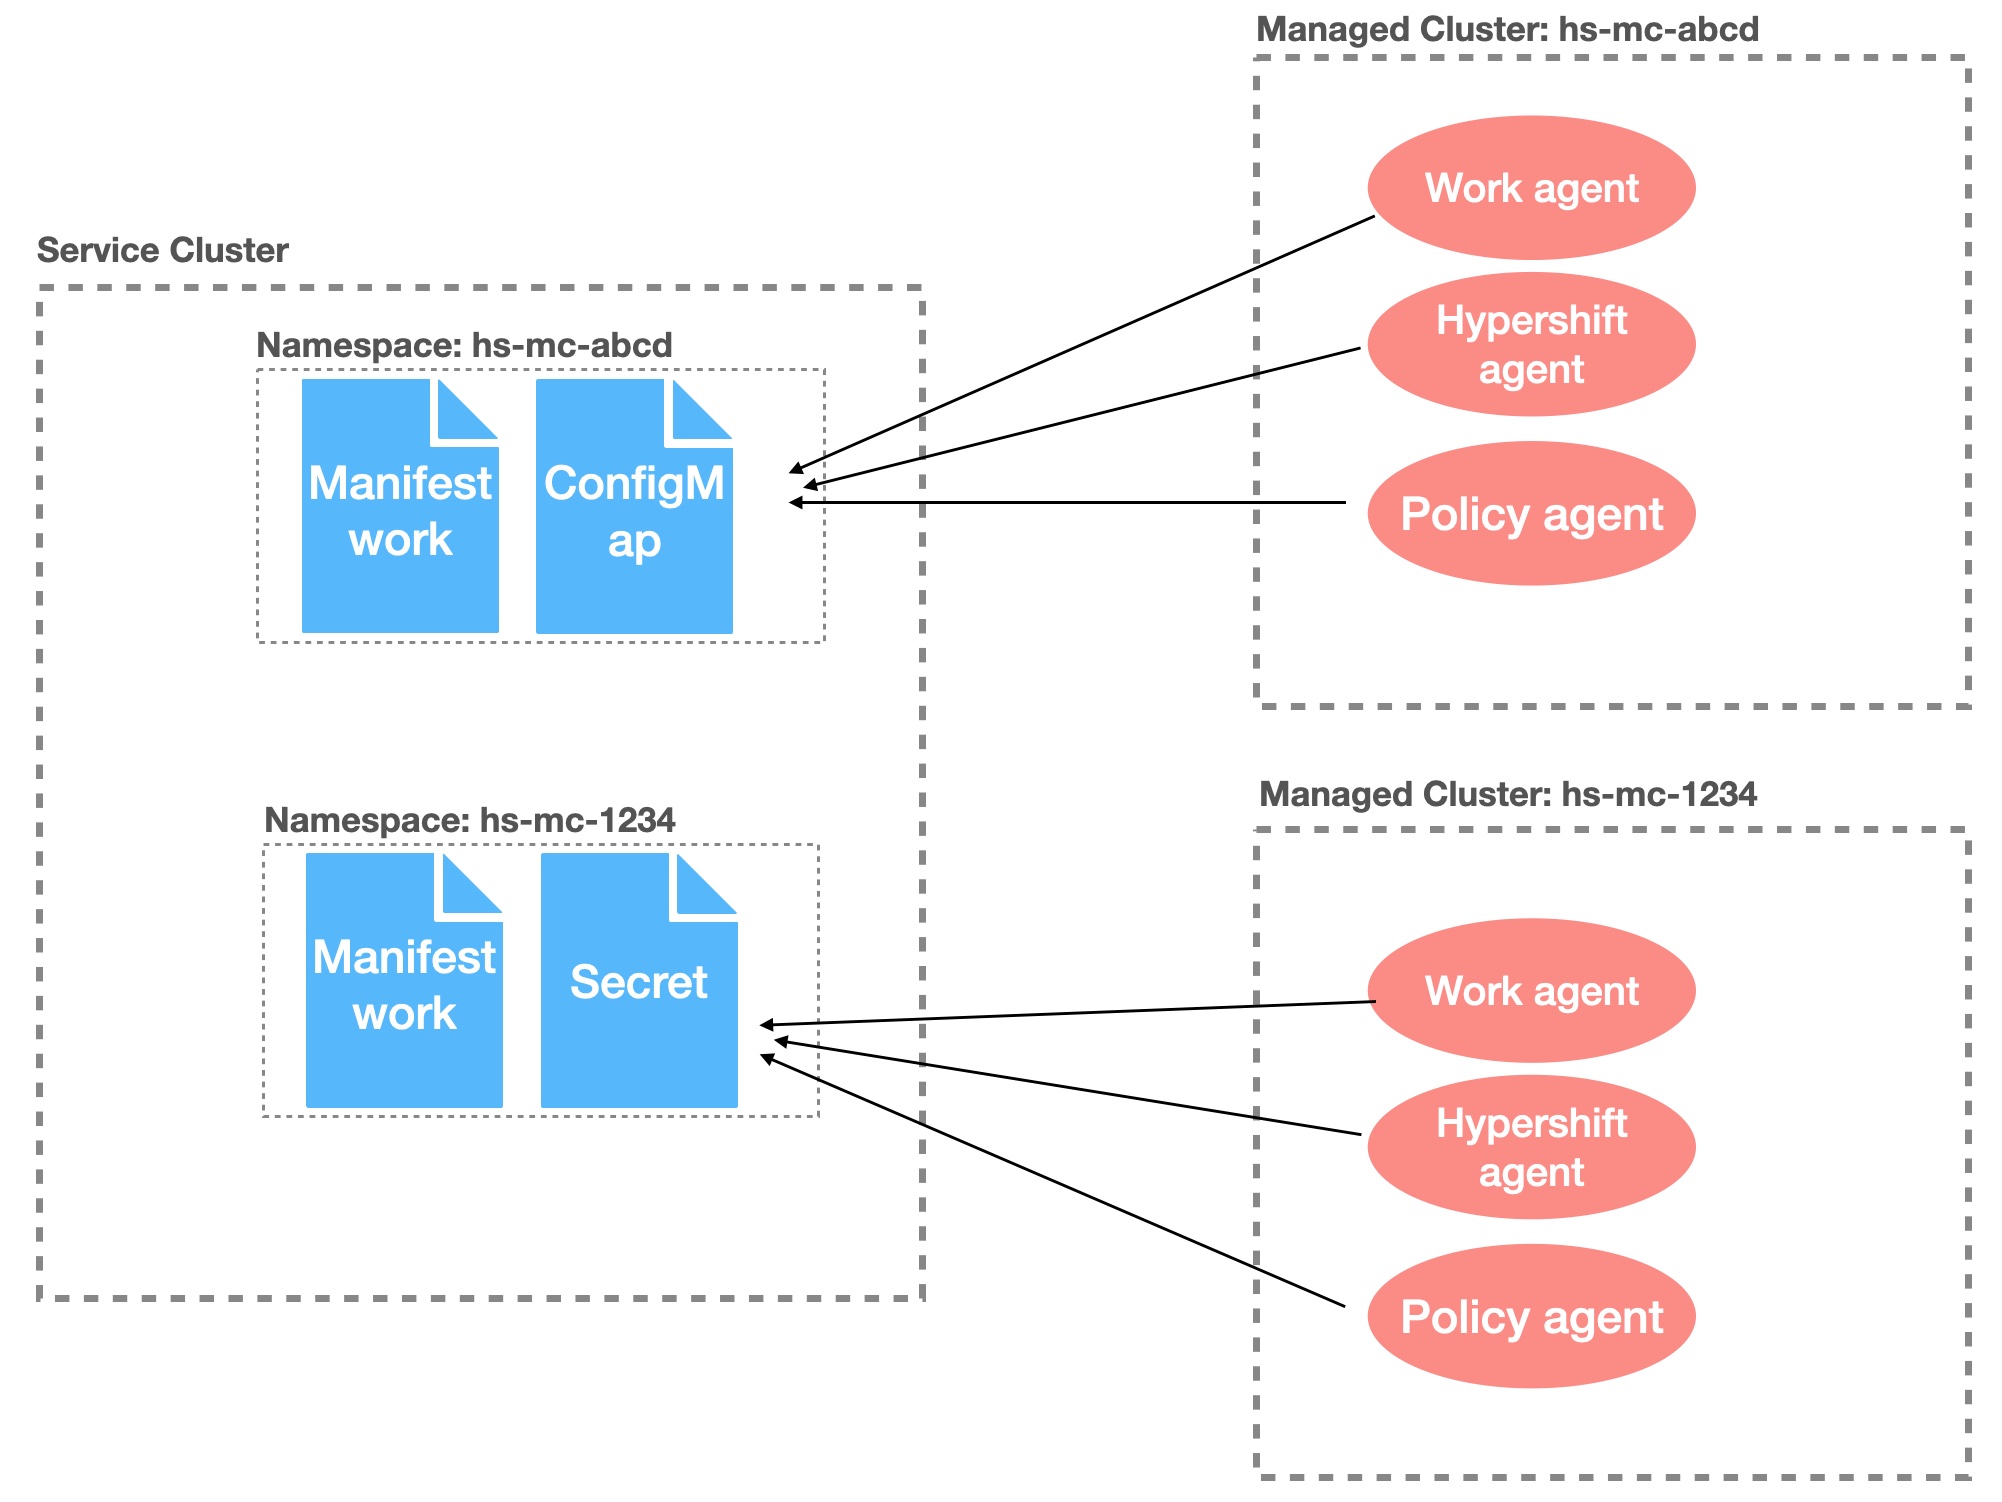 Service Cluster
Namespace: hs-mc-abcd
Manifest
work
ConfigM
ap
Namespace: hs-mc-1234
Manifest
work
Secret
Managed Cluster: hs-mc-abcd
Work agent
Hypershift
agent
Policy agent
Managed Cluster: hs-mc-1234
Work agent
Hypershift
agent
Policy agent